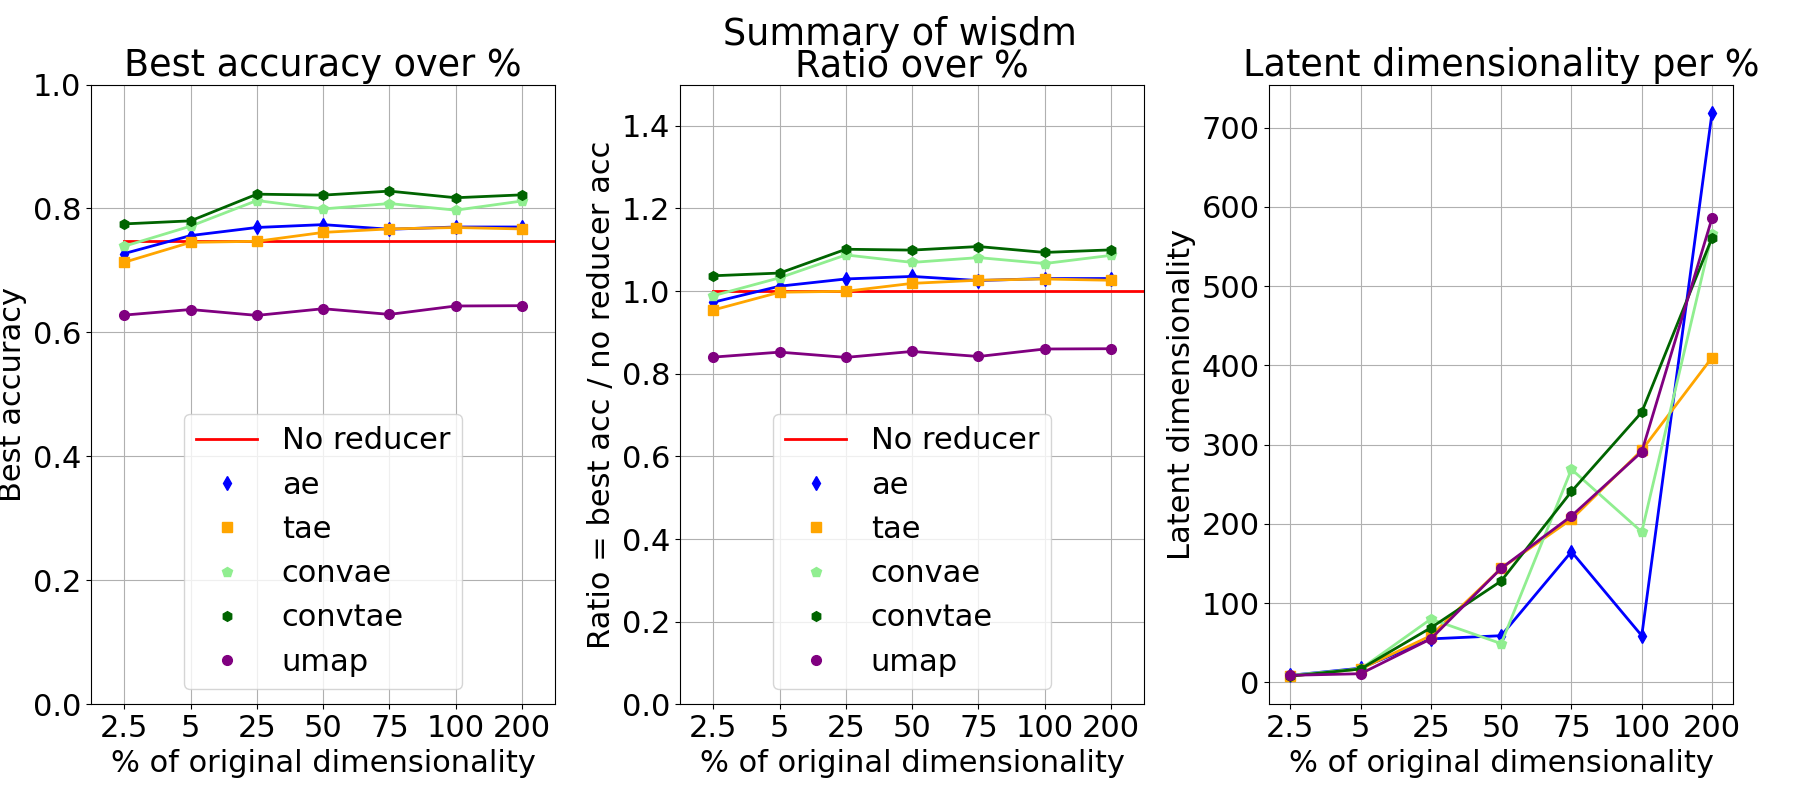 Summary of wisdm
Best accuracy over %
Best accuracy
1.0
0.8
0.6
0.4
0.2
0.0
No reducer
ae
tae
convae
convtae
umap
2.5 5 25 50 75 100 200
% of original dimensionality
Ratio over %
Ratio = best acc / no reducer acc
1.4
1.2
1.0
0.8
0.6
0.4
0.2
0.0
No reducer
ae
tae
convae
convtae
umap
2.5 5 25 50 75 100 200
% of original dimensionality
Latent dimensionality per %
Latent dimensionality
700
600
500
400
300
200
100
0
2.5 5 25 50 75 100 200
% of original dimensionality